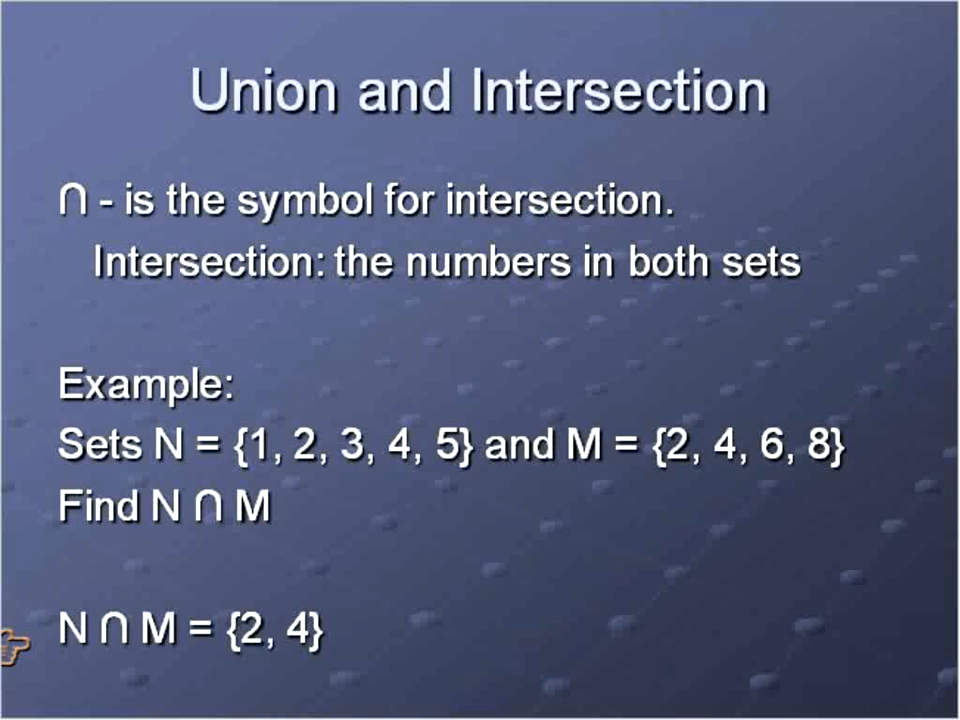 Union and Intersection
∩ - is the symbol for intersection.
Intersection: the numbers in both sets
Example:
Sets N = {1, 2, 3, 4, 5} and M = {2, 4, 6, 8}
Find N ∩ M
N ∩ M = {2, 4}